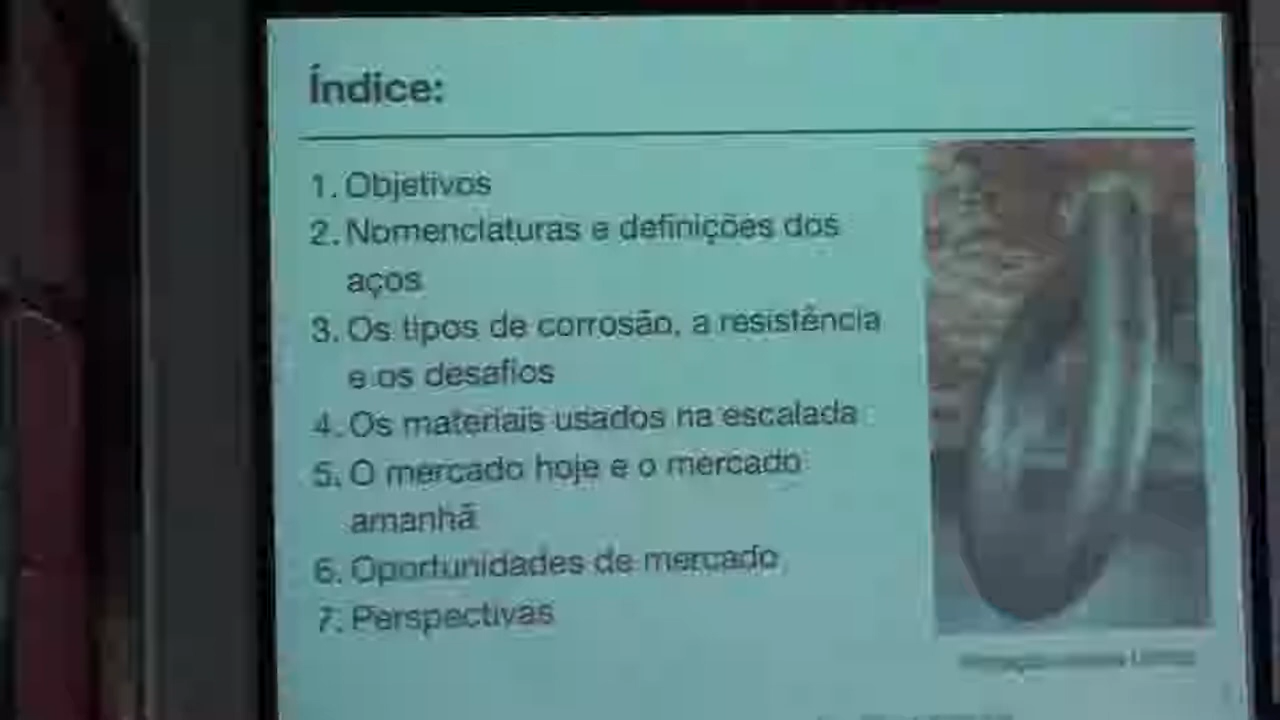 Índice:
1. Objetivos
2. Nomenclaturas e definições dos
aços
3. Os tipos de corrosão, a resistência
e os desafios
4. Os materiais usados na escalada
5. O mercado hoje e o mercado
amanhã
6. Oportunidades de mercado
7. Perspectivas